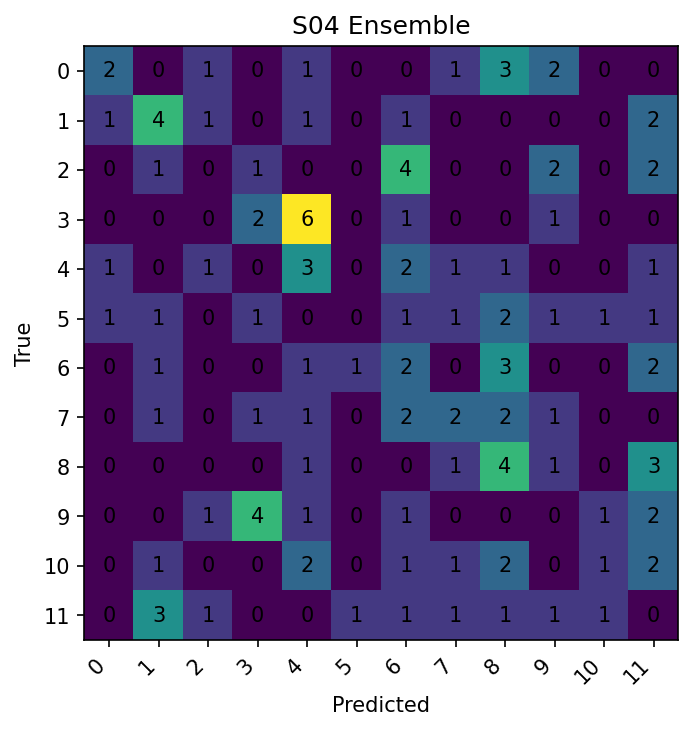 S04 Ensemble
True
0 2 0 1 0 1 0 0 1 3 2 0 0
1 1 4 1 0 1 0 1 0 0 0 0 2
2 0 1 0 1 0 0 4 0 0 2 0 2
3 0 0 0 2 6 0 1 0 0 1 0 0
4 1 0 1 0 3 0 2 1 1 0 0 1
5 1 1 0 1 0 0 1 1 2 1 1 1
6 0 1 0 0 1 1 2 0 3 0 0 2
7 0 1 0 1 1 0 2 2 2 1 0 0
8 0 0 0 0 1 0 0 1 4 1 0 3
9 0 0 1 4 1 0 1 0 0 0 1 2
10 0 1 0 0 2 0 1 1 2 0 1 2
11 0 3 1 0 0 1 1 1 1 1 1 0
0 1 2 3 4 5 6 7 8 9 10 11
Predicted